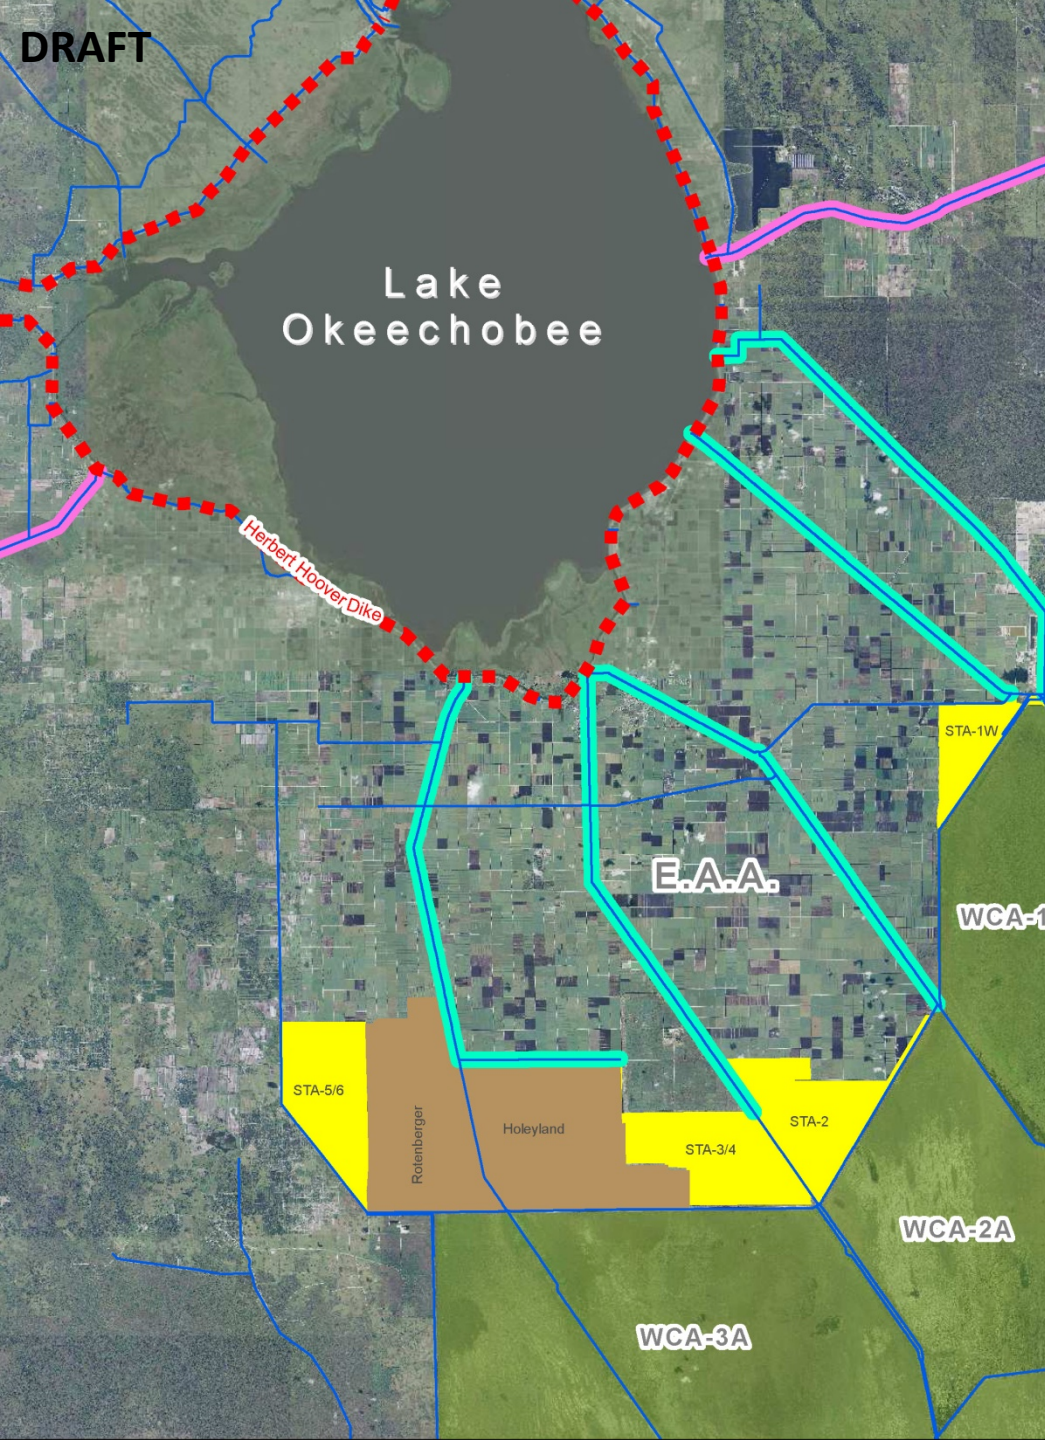 DRAFT
Lake
Okeechobee
Herbert Hoover Dike
STA-1W
E.A.A.
WCA-1
STA-5/6
Rotenberger
Holeyland
STA-3/4
STA-2
WCA-2A
WCA-3A